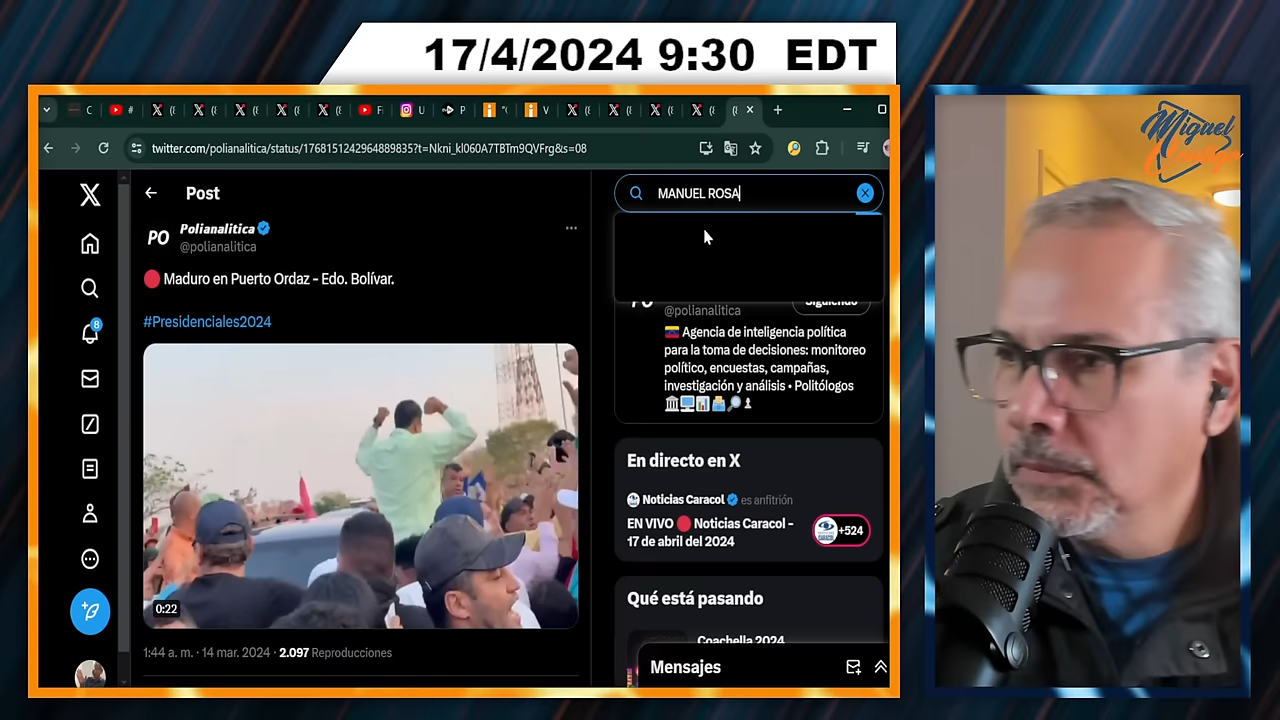 17/4/2024 9:30 EDT
twitter.com/polianalitica/status/1768151242964889835?t=Nkni_kl060A7TBTm9QVFrg&s=08
Post
MANUEL ROSA
PO
Polianalitica
@polianalitica
Maduro en Puerto Ordaz - Edo. Bolívar.
#Presidenciales2024
0:22
1:44 a. m. · 14 mar. 2024 · 2.097 Reproducciones
Siguiendo
@polianalitica
Agencia de inteligencia política
para la toma de decisiones: monitoreo
político, encuestas, campañas,
investigación y análisis • Politólogos
En directo en X
Noticias Caracol es anfitrión
EN VIVO Noticias Caracol -
17 de abril del 2024
+524
Qué está pasando
Coachella 2024
Mensajes
8
Miguel